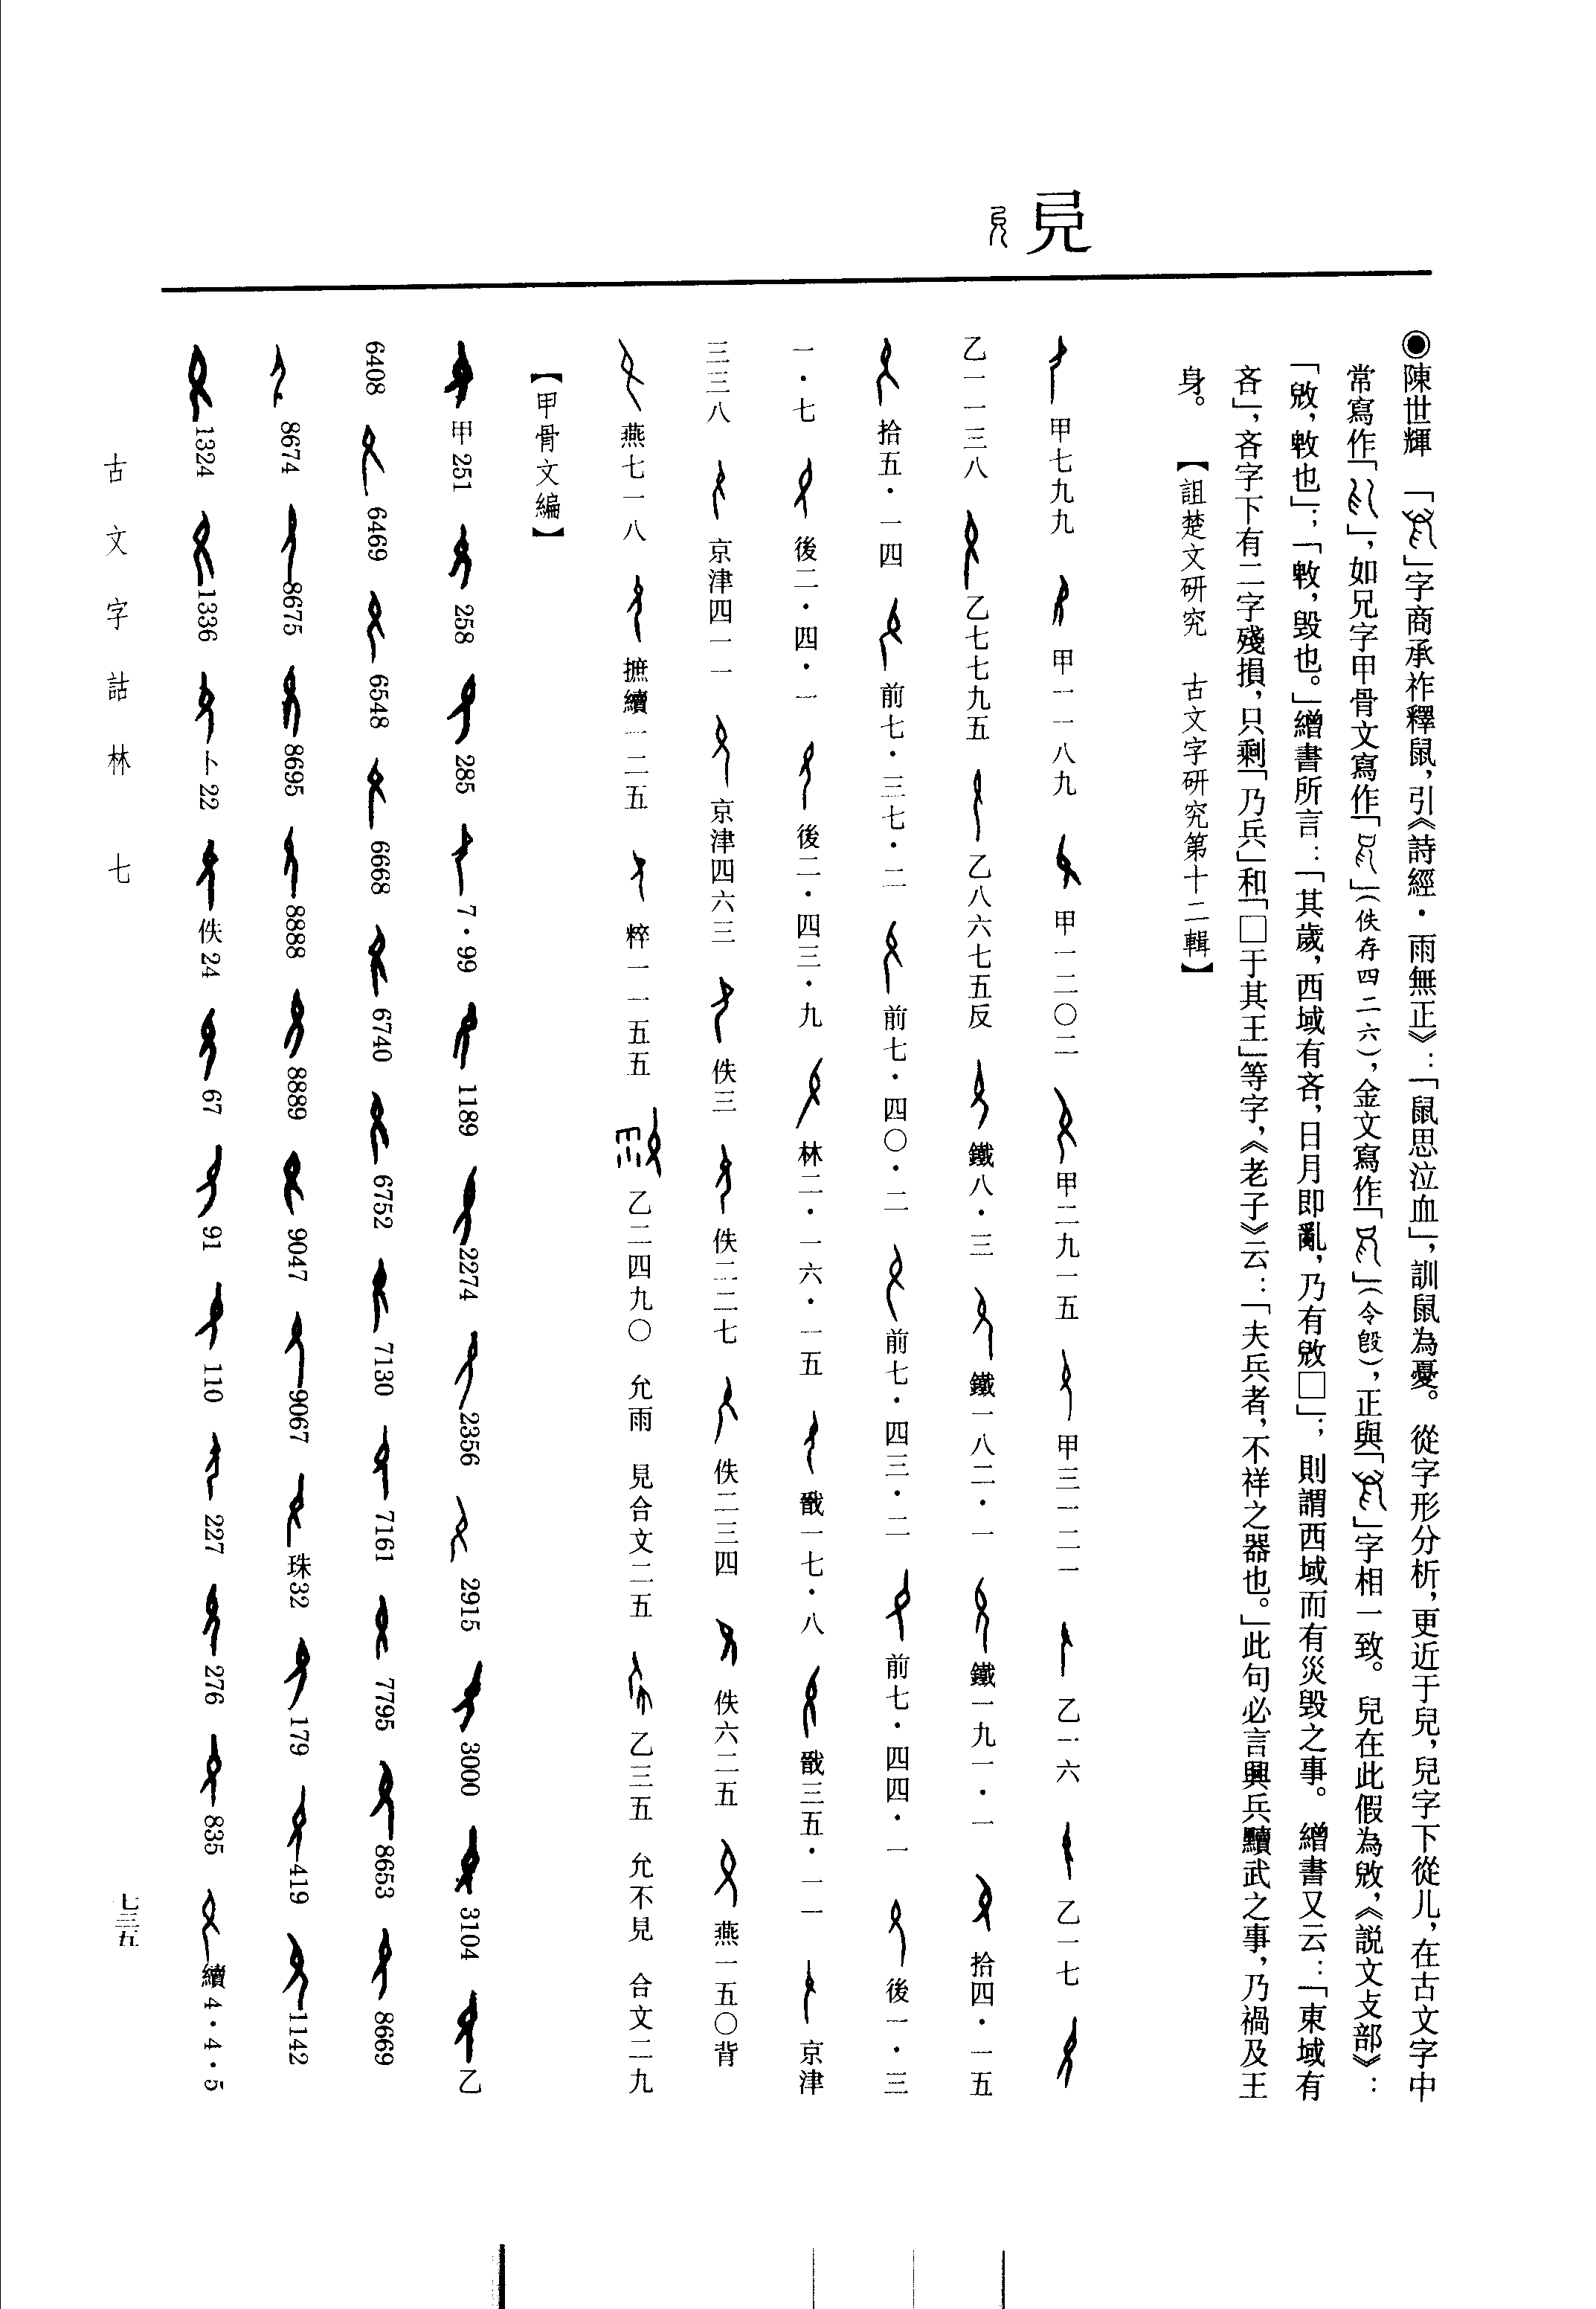 ◉陳世輝　「」字商承祚釋鼠，引《詩經·雨無正》：「鼠思泣血」，訓鼠為憂。從字形分析，更近于兒，兒字下從儿，在古文字中
常寫作「」，如兄字甲骨文寫作「」（佚存四二六），金文寫作「」（令𣪘），正與「」字相一致。兒在此假為敓，《説文攴部》：
「敓，敓也」；「敓，毀也。」繒書所言：「其歲，西域有吝，日月即亂，乃有敓□」；則謂西域而有災毀之事。繒書又云：「東域有
吝」，吝字下有二字殘損，只剩「乃兵」和「□于其王」等字，《老子》云：「夫兵者，不祥之器也。」此句必言興兵黷武之事，乃禍及王
身。　【詛楚文研究　古文字研究第十二輯】
甲七九九　甲一一八九　甲一二〇二　甲二九一五　甲三一二一　乙一六　乙一七
乙一一三八　乙七七九五　乙八六七五反　鐵八·三　鐵一八二·一　鐵一九一·一　拾四·一五
拾五·一四　前七·三七·二　前七·四〇·二　前七·四三·二　前七·四四·一　後一·三
一·七　後二·四·一　後二·四三·九　林二·一六·一五　戩一七·八　戩三五·一一　京津
三三八　京津四一一　京津四六三　佚三　佚二二七　佚二三四　佚六二五　燕一五〇背
燕七一八　摭續一二五　粹一一五五　乙二四九〇　允雨　見合文二五　乙三五　允不見　合文二九
【甲骨文編】
甲251　258　285　7·99　1189　2274　2356　2915　3000　3104　乙
6408　6469　6548　6668　6740　6752　7130　7161　7795　8653　8669
8674　8675　8695　8888　8889　9047　9067　珠32　179　419　1142
1324　1336　卜22　佚24　67　91　110　227　276　835　續4·4·5
古文字詁林　七
七三五